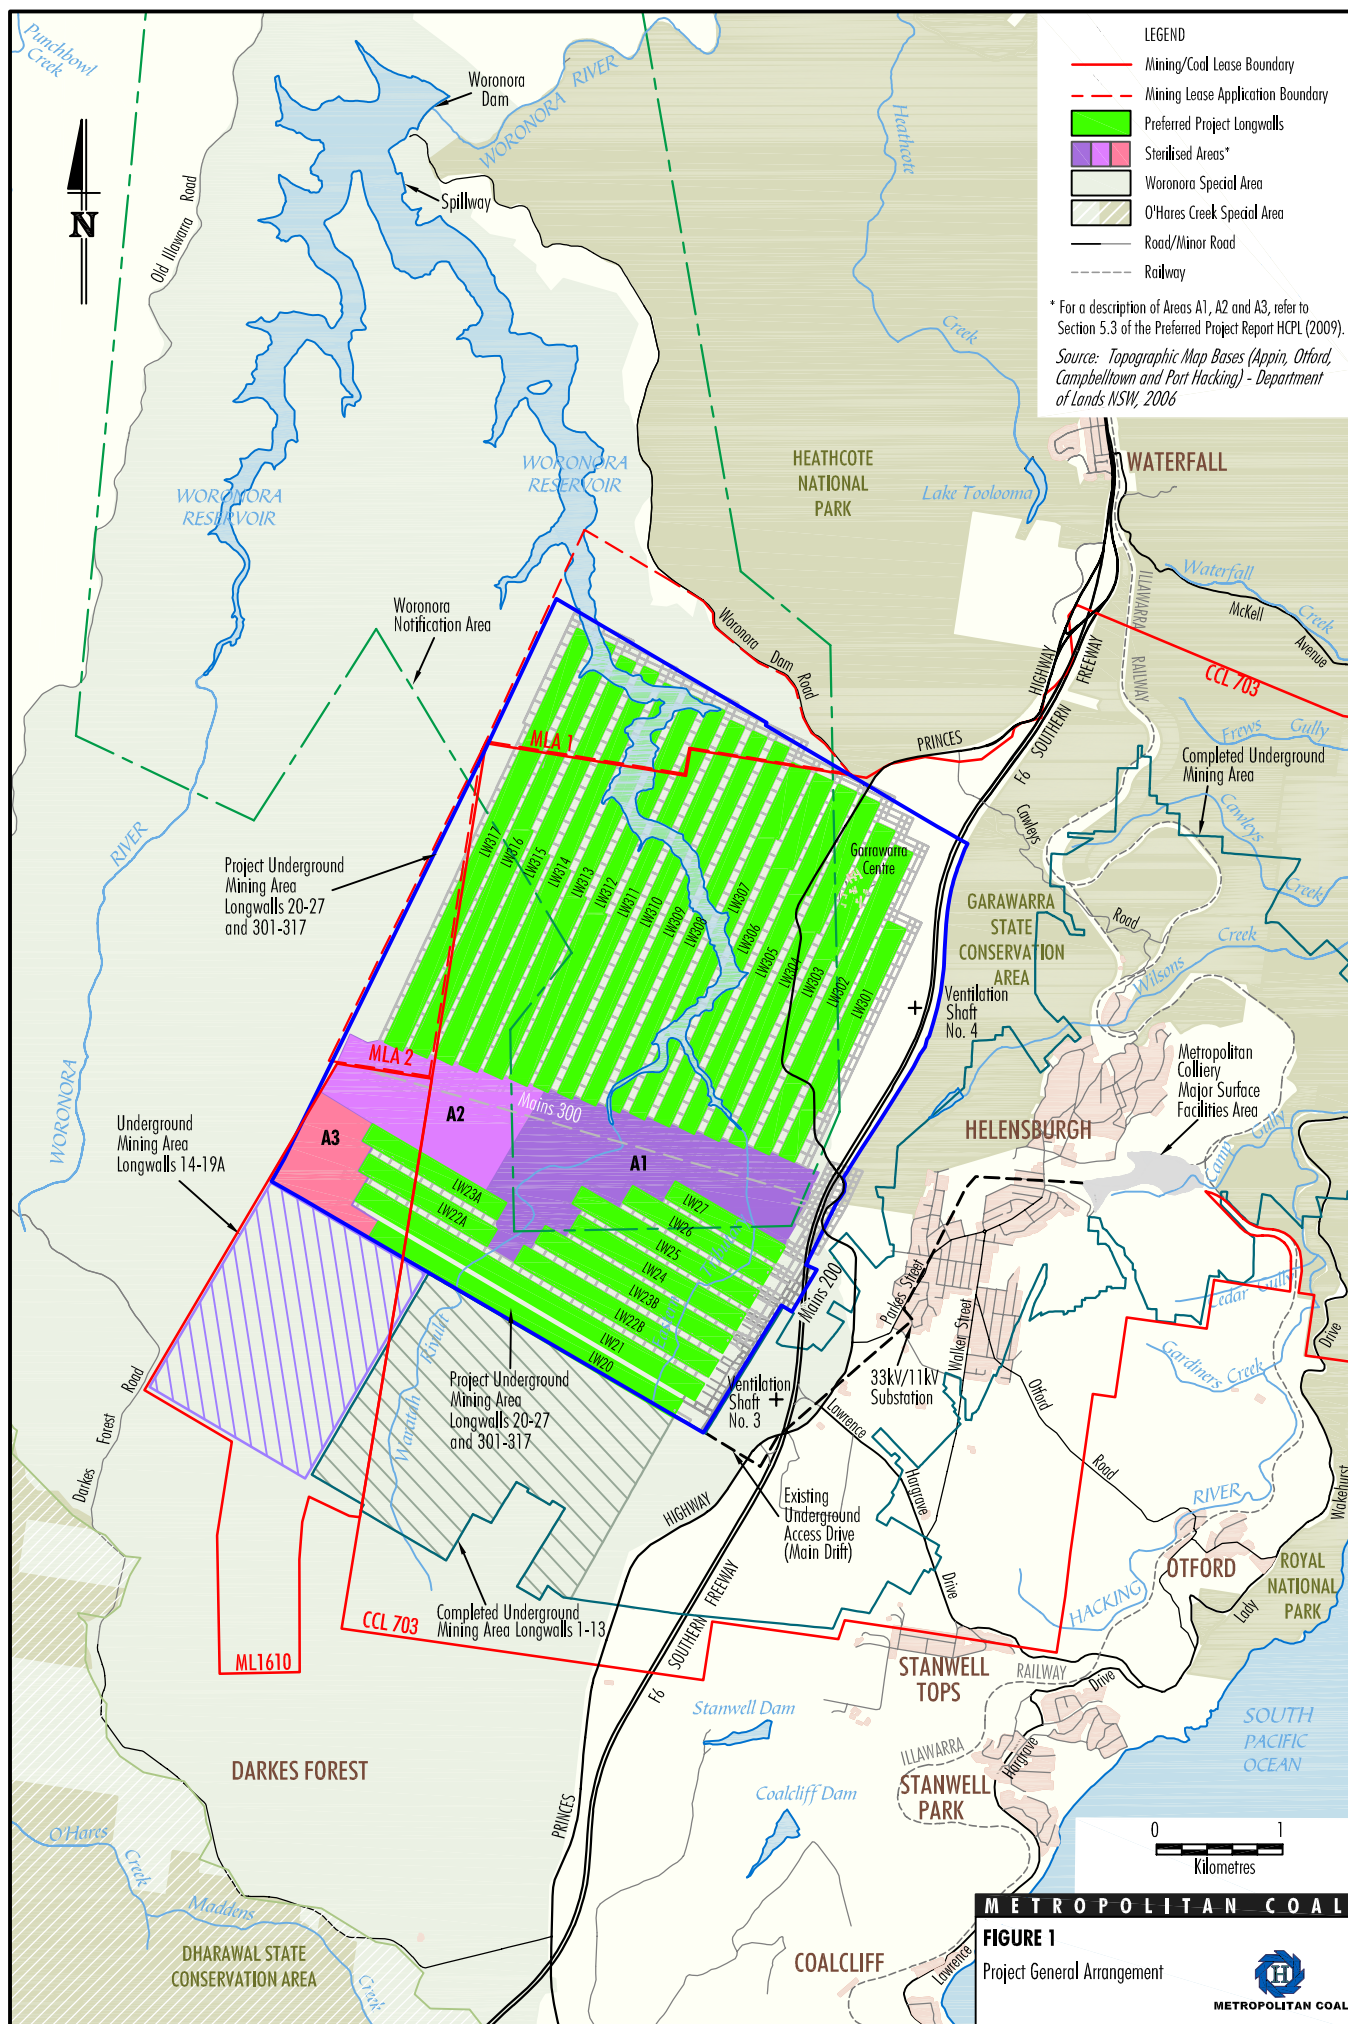 Punchbowl
Creek
Woronora
Dam
WORONORA
RIVER
Heathcote
Creek
LEGEND
Mining/Coal Lease Boundary
Mining Lease Application Boundary
Preferred Project Longwalls
Sterilised Areas*
Woronora Special Area
O'Hares Creek Special Area
Road/Minor Road
Railway
* For a description of Areas A1, A2 and A3, refer to
Section 5.3 of the Preferred Project Report HCPL (2009).
Source: Topographic Map Bases (Appin, Otford,
Campbelltown and Port Hacking) - Department
of Lands NSW, 2006
N
Old Illawarra Road
Spillway
WORONORA
RESERVOIR
WORONORA
RESERVOIR
HEATHCOTE
NATIONAL
PARK
Lake Toolooma
WATERFALL
Waterfall
Creek
McKell
Avenue
ILLAWARRA
RAILWAY
Woronora
Notification Area
Woronora Dam Road
HIGHWAY
FREEWAY
CCL 703
PRINCES
F6 SOUTHERN
Frews Gully
Completed Underground
Mining Area
MLA 1
Cawleys
Creek
Cawleys
Road
RIVER
Project Underground
Mining Area
Longwalls 20-27
and 301-317
LW317
LW316
LW315
LW314
LW313
LW312
LW311
LW310
LW309
LW308
LW307
LW306
LW305
LW304
LW303
LW302
LW301
Garrawarra
Centre
GARAWARRA
STATE
CONSERVATION
AREA
Wilsons
Creek
Ventilation
Shaft
No. 4
Metropolitan
Colliery
Major Surface
Facilities Area
WORONORA
MLA 2
Mains 300
A2
A3
A1
HELENSBURGH
Camp
Gully
Underground
Mining Area
Longwalls 14-19A
LW23A
LW22A
LW27
LW26
LW25
LW24
LW23B
LW22B
LW21
LW20
Mains 200
Parkes Street
Walker Street
Cedar Gully
Gardiners Creek
Drive
Waratah Rivulet
Project Underground
Mining Area
Longwalls 20-27
and 301-317
Ventilation
Shaft
No. 3
33kV/11kV
Substation
Lawrence
Hargrave
Drive
Otford
Road
Darkes Forest Road
HIGHWAY
Existing
Underground
Access Drive
(Main Drift)
RIVER
HACKING
Wakehurst
OTFORD
ROYAL
NATIONAL
PARK
Lady
Completed Underground
Mining Area Longwalls 1-13
CCL 703
ML1610
F6 SOUTHERN FREEWAY
STANWELL
TOPS
RAILWAY
Drive
Stanwell Dam
SOUTH
PACIFIC
OCEAN
DARKES FOREST
ILLAWARRA
Hargrave
STANWELL
PARK
Coalcliff Dam
PRINCES
0 1
Kilometres
O'Hares
Creek
Maddens
Creek
DHARAWAL STATE
CONSERVATION AREA
COALCLIFF
Lawrence
METROPOLITAN COAL
FIGURE 1
Project General Arrangement
H
METROPOLITAN COAL